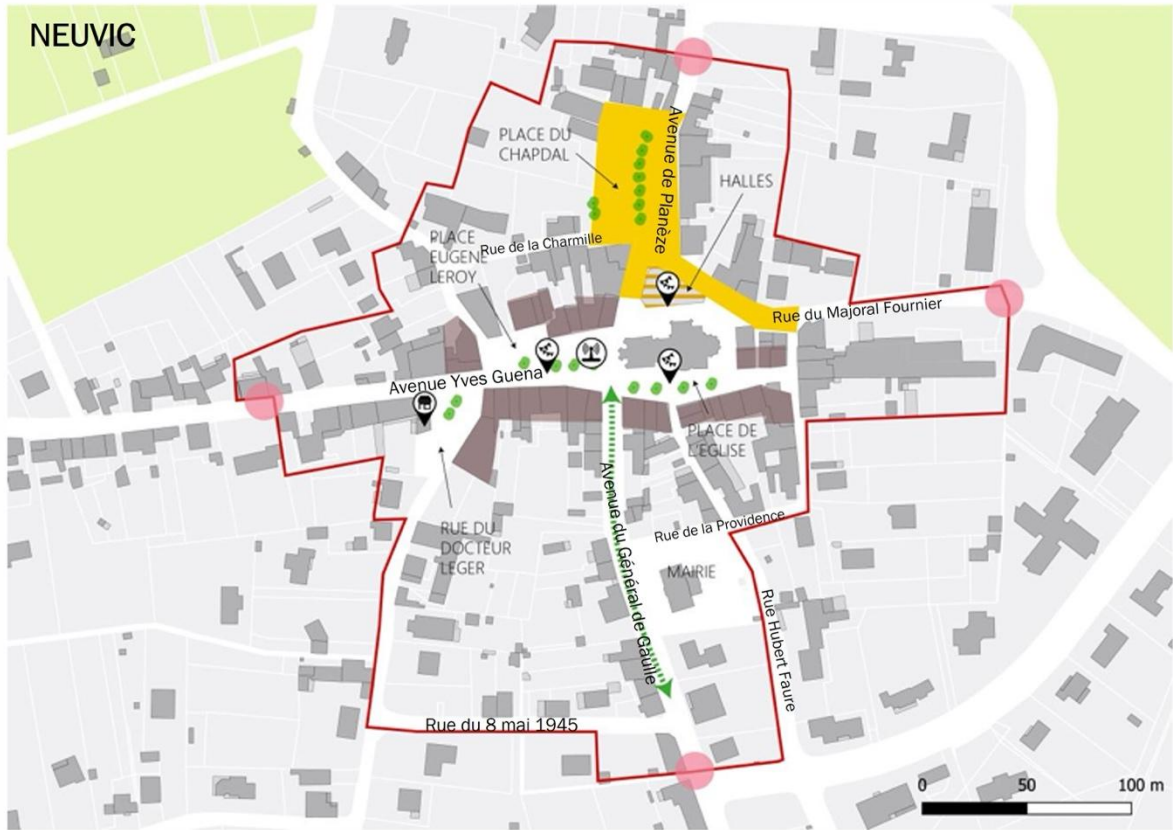 NEUVIC
PLACE DU
CHAPDAL
Avenue de Planèze
HALLES
PLACE
EUGENE
LEROY
Rue de la Charmille
Rue du Majoral Fournier
Avenue Yves Guena
PLACE DE
L'EGLISE
Avenue du Général de Gaulle
RUE DU
DOCTEUR
LEGER
Rue de la Providence
MAIRIE
Rue Hubert Faure
Rue du 8 mai 1945
0 50 100 m